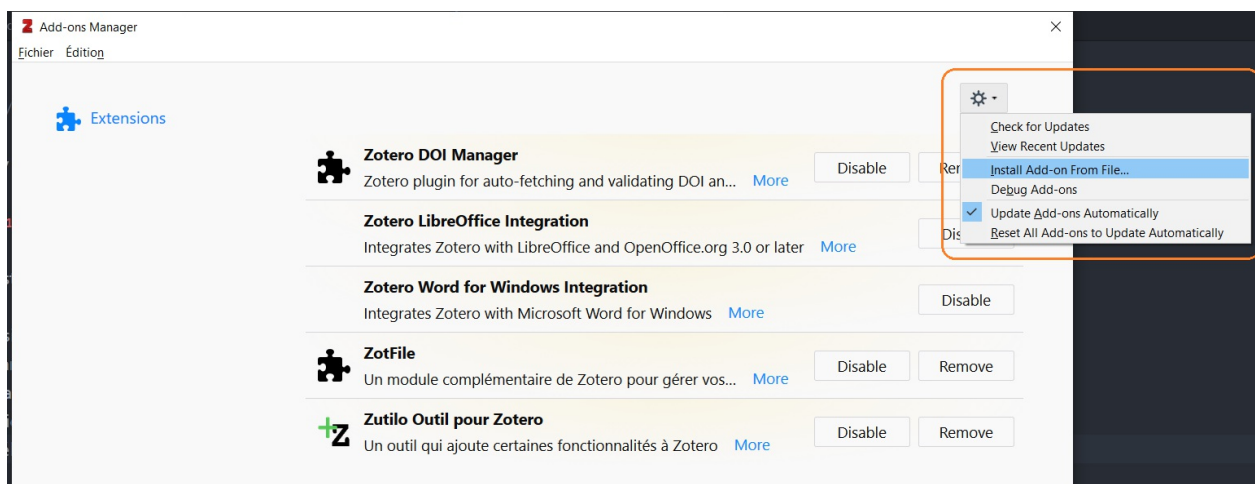 Add-ons Manager
Fichier Édition
Extensions
Check for Updates
View Recent Updates
Install Add-on From File...
Debug Add-ons
Update Add-ons Automatically
Reset All Add-ons to Update Automatically
Zotero DOI Manager
Zotero plugin for auto-fetching and validating DOI an... More
Disable
Zotero LibreOffice Integration
Integrates Zotero with LibreOffice and OpenOffice.org 3.0 or later More
Zotero Word for Windows Integration
Integrates Zotero with Microsoft Word for Windows More
Disable
ZotFile
Un module complémentaire de Zotero pour gérer vos... More
Disable Remove
Zutilo Outil pour Zotero
Un outil qui ajoute certaines fonctionnalités à Zotero More
Disable Remove